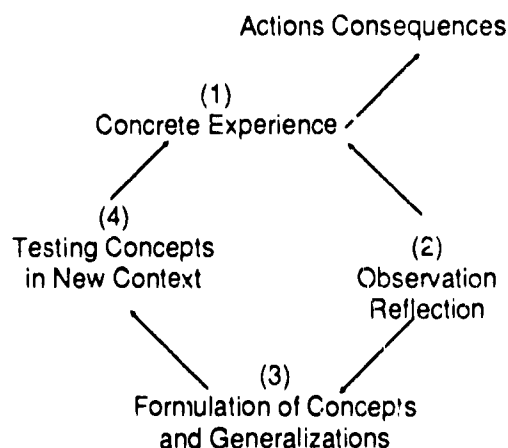 Actions Consequences
(1)
Concrete Experience
(4)
Testing Concepts
in New Context
(2)
Observation
Reflection
(3)
Formulation of Concepts
and Generalizations